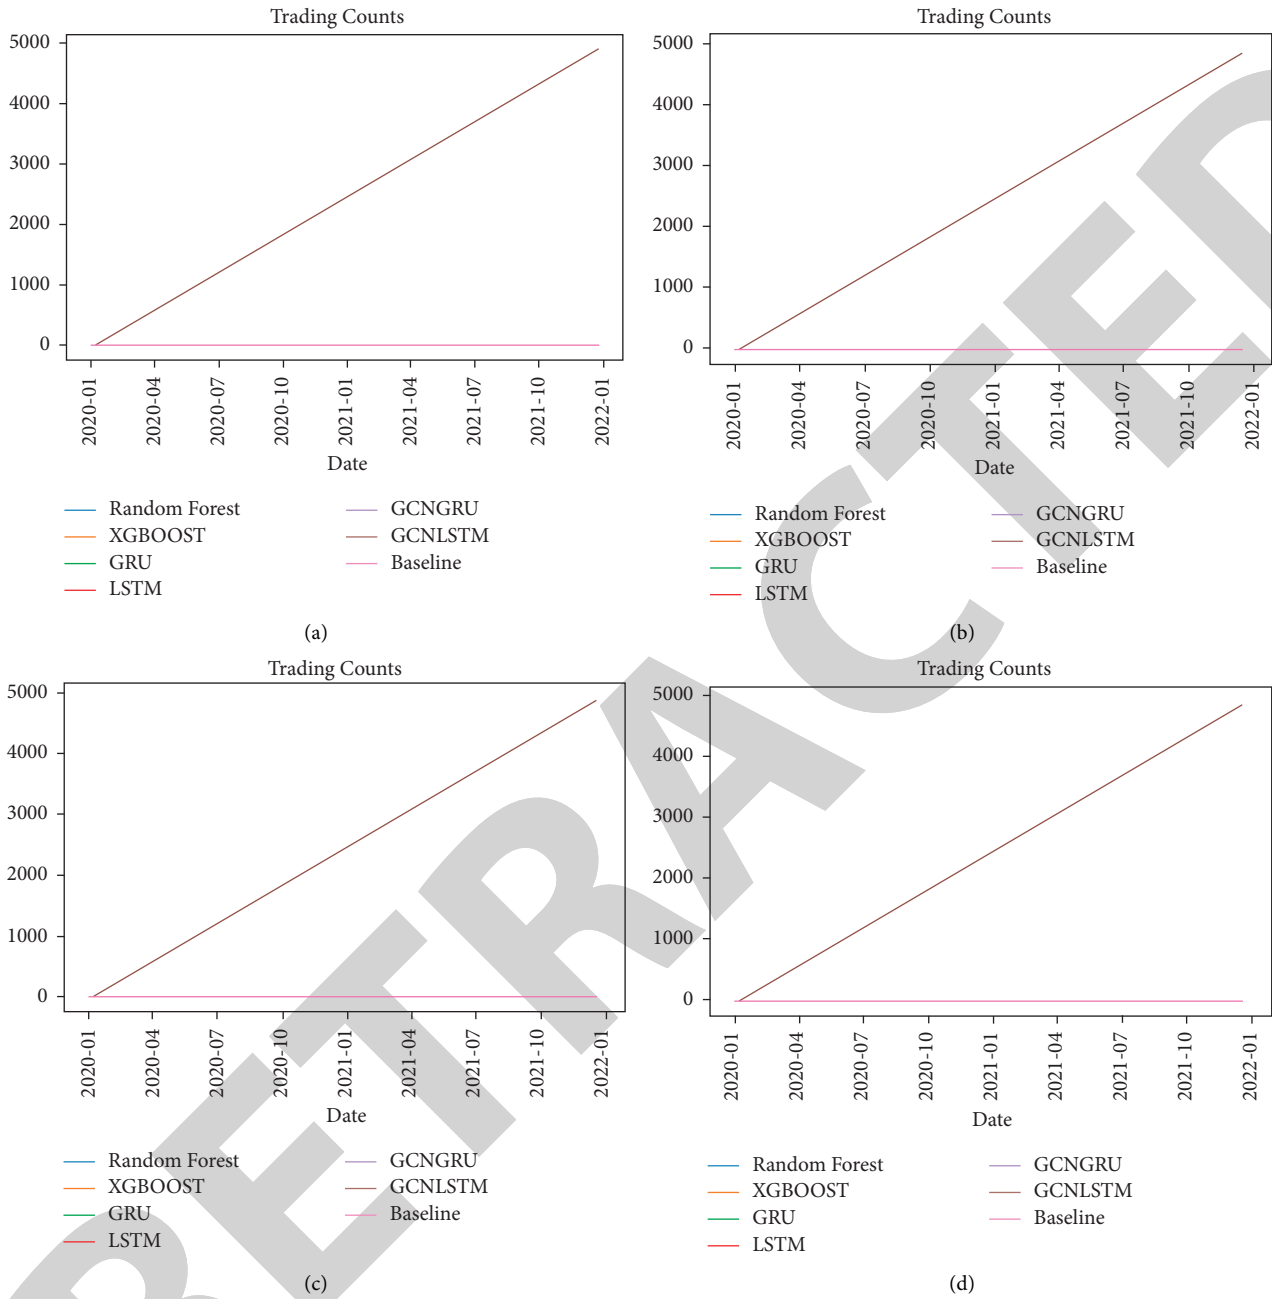 Trading Counts
5000
4000
3000
2000
1000
0
2020-01
2020-04
2020-07
2020-10
2021-01
2021-04
2021-07
2021-10
2022-01
Date
Random Forest
XGBOOST
GRU
LSTM
GCNGRU
GCNLSTM
Baseline
(a)
Trading Counts
5000
4000
3000
2000
1000
0
2020-01
2020-04
2020-07
2020-10
2021-01
2021-04
2021-07
2021-10
2022-01
Date
Random Forest
XGBOOST
GRU
LSTM
GCNGRU
GCNLSTM
Baseline
(b)
Trading Counts
5000
4000
3000
2000
1000
0
2020-01
2020-04
2020-07
2020-10
2021-01
2021-04
2021-07
2021-10
2022-01
Date
Random Forest
XGBOOST
GRU
LSTM
GCNGRU
GCNLSTM
Baseline
(c)
Trading Counts
5000
4000
3000
2000
1000
0
2020-01
2020-04
2020-07
2020-10
2021-01
2021-04
2021-07
2021-10
2022-01
Date
Random Forest
XGBOOST
GRU
LSTM
GCNGRU
GCNLSTM
Baseline
(d)
RETRACTED